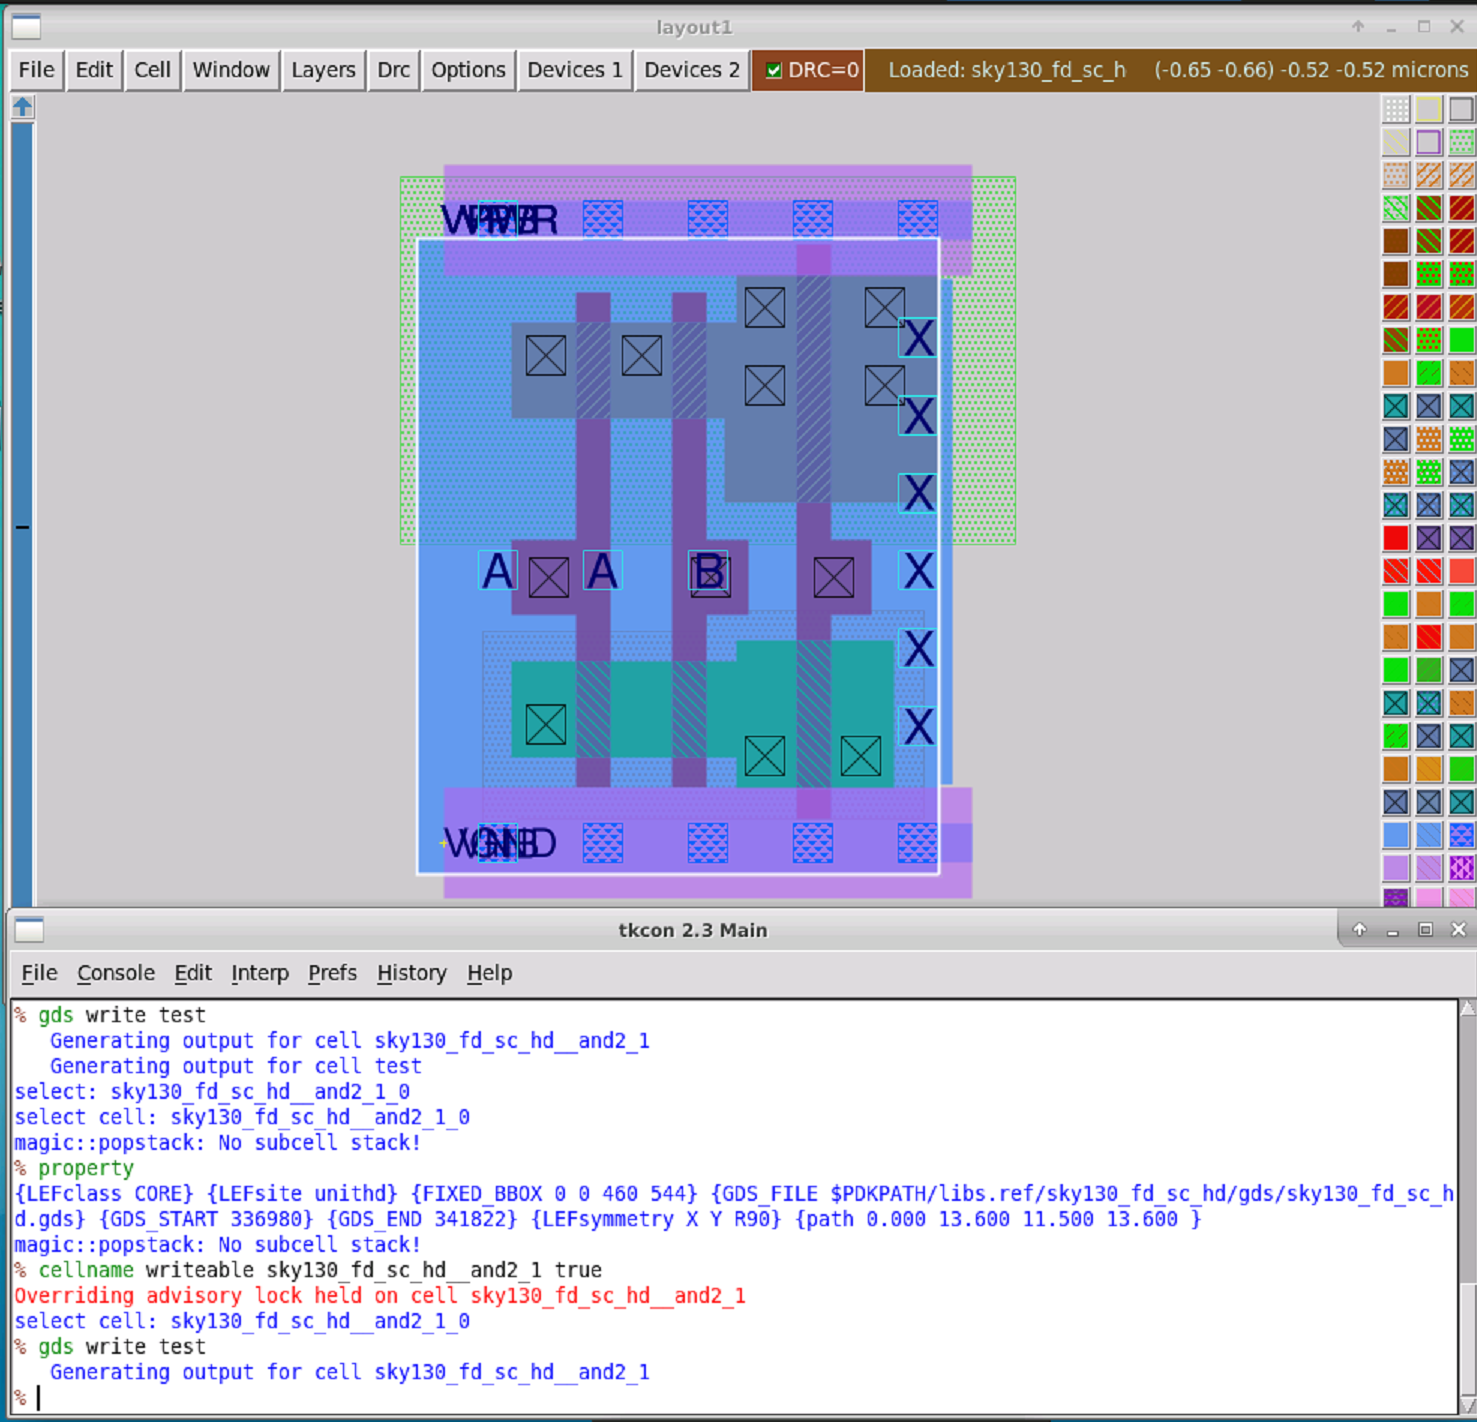 layout1
File Edit Cell Window Layers Drc Options Devices 1 Devices 2 DRC=0 Loaded: sky130_fd_sc_h (-0.65 -0.66) -0.52 -0.52 microns
X
X
X
A A B X
X
X
tkcon 2.3 Main
File Console Edit Interp Prefs History Help
% gds write test
Generating output for cell sky130_fd_sc_hd__and2_1
Generating output for cell test
select: sky130_fd_sc_hd__and2_1_0
select cell: sky130_fd_sc_hd__and2_1_0
magic::popstack: No subcell stack!
% property
{LEFclass CORE} {LEFsite unithd} {FIXED_BBOX 0 0 460 544} {GDS_FILE $PDKPATH/libs.ref/sky130_fd_sc_hd/gds/sky130_fd_sc_h
d.gds} {GDS_START 336980} {GDS_END 341822} {LEFsymmetry X Y R90} {path 0.000 13.600 11.500 13.600 }
magic::popstack: No subcell stack!
% cellname writeable sky130_fd_sc_hd__and2_1 true
Overriding advisory lock held on cell sky130_fd_sc_hd__and2_1
select cell: sky130_fd_sc_hd__and2_1_0
% gds write test
Generating output for cell sky130_fd_sc_hd__and2_1
%